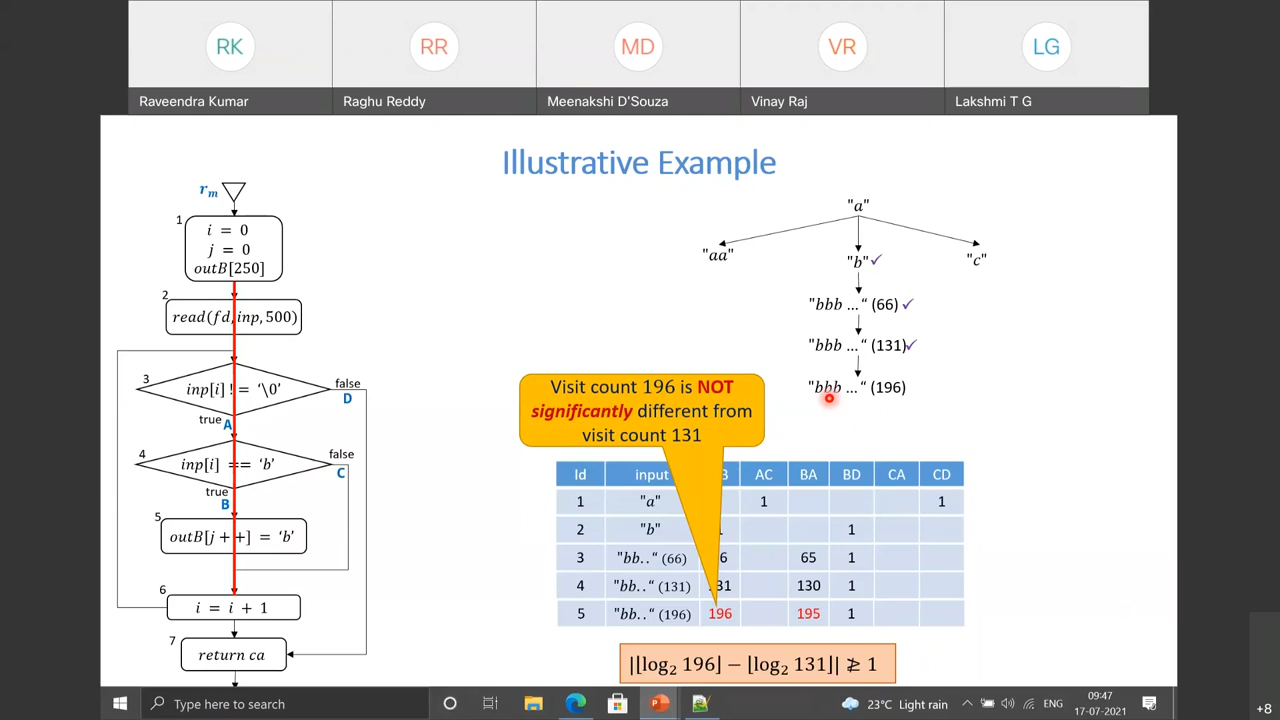 RK
RR
MD
VR
LG
Raveendra Kumar
Raghu Reddy
Meenakshi D'Souza
Vinay Raj
Lakshmi T G
Illustrative Example
r_m
1
i = 0
j = 0
outB[250]
2
read(fd, inp, 500)
3
inp[i] != '\0'
false
D
true
A
4
inp[i] == 'b'
false
C
true
B
5
outB[j++] = 'b'
6
i = i + 1
7
return ca
"a"
"aa"
"b"✓
"c"
"bbb …“ (66) ✓
"bbb …“ (131)✓
"bbb …“ (196)
Visit count 196 is NOT
significantly different from
visit count 131
Id input B AC BA BD CA CD
1 "a" 1 1
2 "b" 1
3 "bb..“ (66) 6 65 1
4 "bb..“ (131) 31 130 1
5 "bb..“ (196) 196 195 1
|⌊log₂ 196⌋ − ⌊log₂ 131⌋| ≱ 1
Type here to search
23°C Light rain
ENG
09:47
17-07-2021
+8